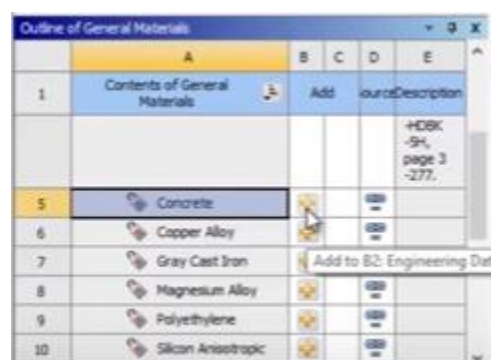 Outline of General Materials
A B C D E
1 Contents of General Materials Add ource Description
-HDBK
-5H,
page 3
-277.
5 Concrete
6 Copper Alloy
7 Gray Cast Iron Add to B2: Engineering Dat
8 Magnesium Alloy
9 Polyethylene
10 Silicon Anisotropic